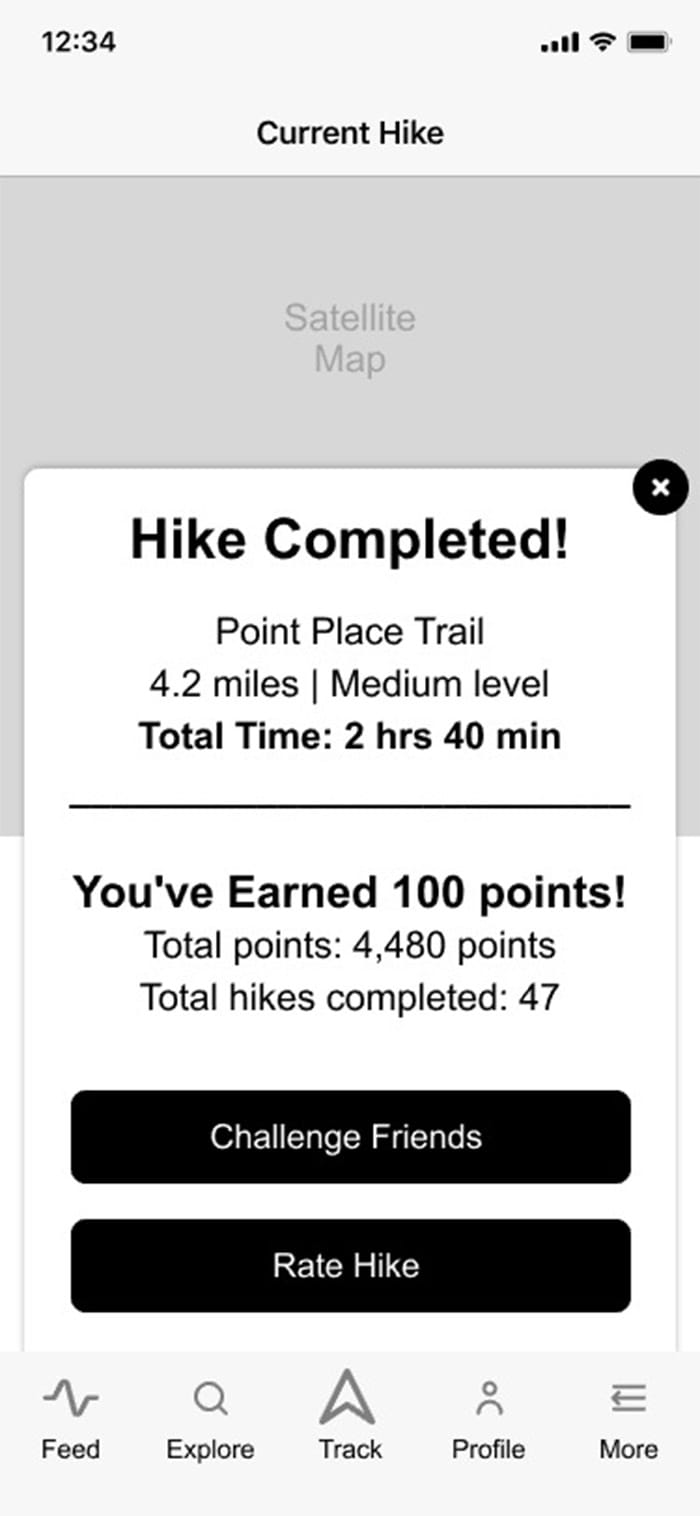 12:34
Current Hike
Satellite
Map
Hike Completed!
Point Place Trail
4.2 miles | Medium level
Total Time: 2 hrs 40 min
You've Earned 100 points!
Total points: 4,480 points
Total hikes completed: 47
Challenge Friends
Rate Hike
Feed Explore Track Profile More